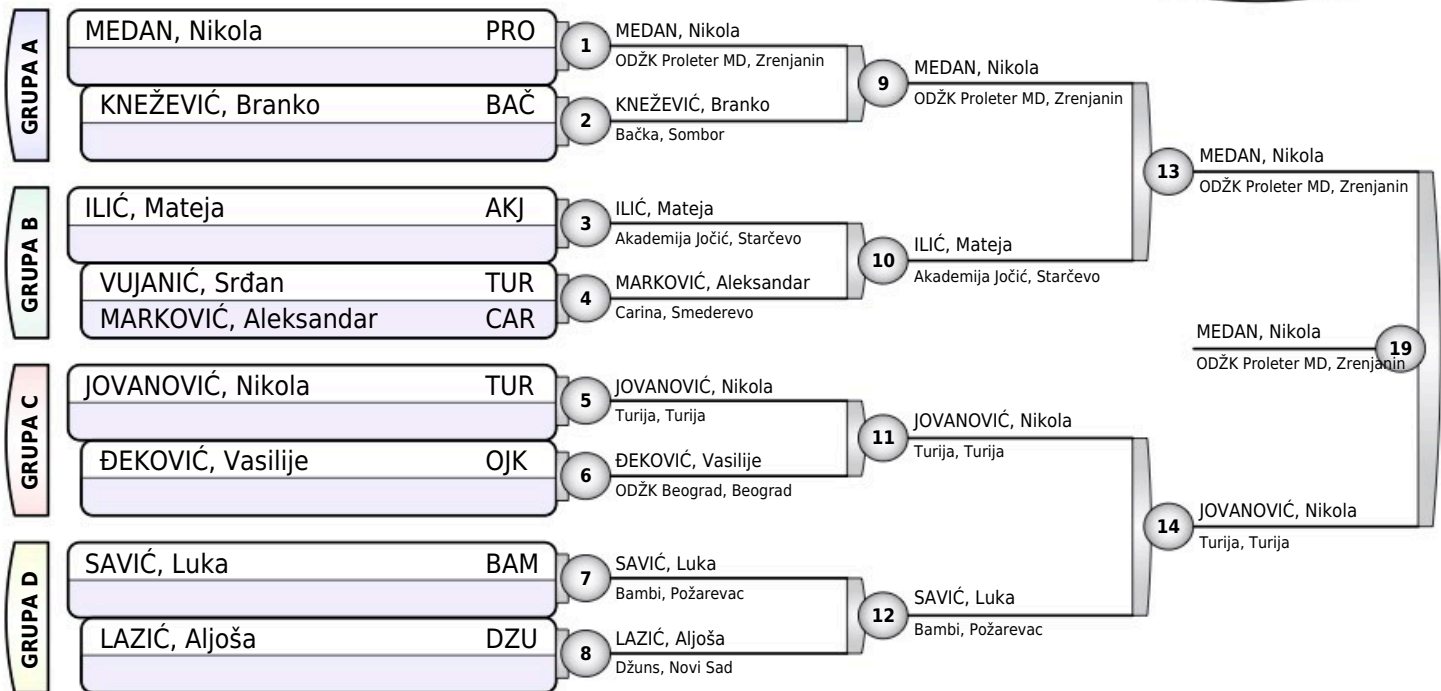 GRUPA A
MEDAN, Nikola PRO
KNEŽEVIĆ, Branko BAČ
GRUPA B
ILIĆ, Mateja AKJ
VUJANIĆ, Srđan TUR
MARKOVIĆ, Aleksandar CAR
GRUPA C
JOVANOVIĆ, Nikola TUR
ĐEKOVIĆ, Vasilije OJK
GRUPA D
SAVIĆ, Luka BAM
LAZIĆ, Aljoša DZU
1
MEDAN, Nikola
ODŽK Proleter MD, Zrenjanin
2
KNEŽEVIĆ, Branko
Bačka, Sombor
3
ILIĆ, Mateja
Akademija Jočić, Starčevo
4
MARKOVIĆ, Aleksandar
Carina, Smederevo
5
JOVANOVIĆ, Nikola
Turija, Turija
6
ĐEKOVIĆ, Vasilije
ODŽK Beograd, Beograd
7
SAVIĆ, Luka
Bambi, Požarevac
8
LAZIĆ, Aljoša
Džuns, Novi Sad
9
MEDAN, Nikola
ODŽK Proleter MD, Zrenjanin
10
ILIĆ, Mateja
Akademija Jočić, Starčevo
11
JOVANOVIĆ, Nikola
Turija, Turija
12
SAVIĆ, Luka
Bambi, Požarevac
13
MEDAN, Nikola
ODŽK Proleter MD, Zrenjanin
14
JOVANOVIĆ, Nikola
Turija, Turija
MEDAN, Nikola
19
ODŽK Proleter MD, Zrenjanin